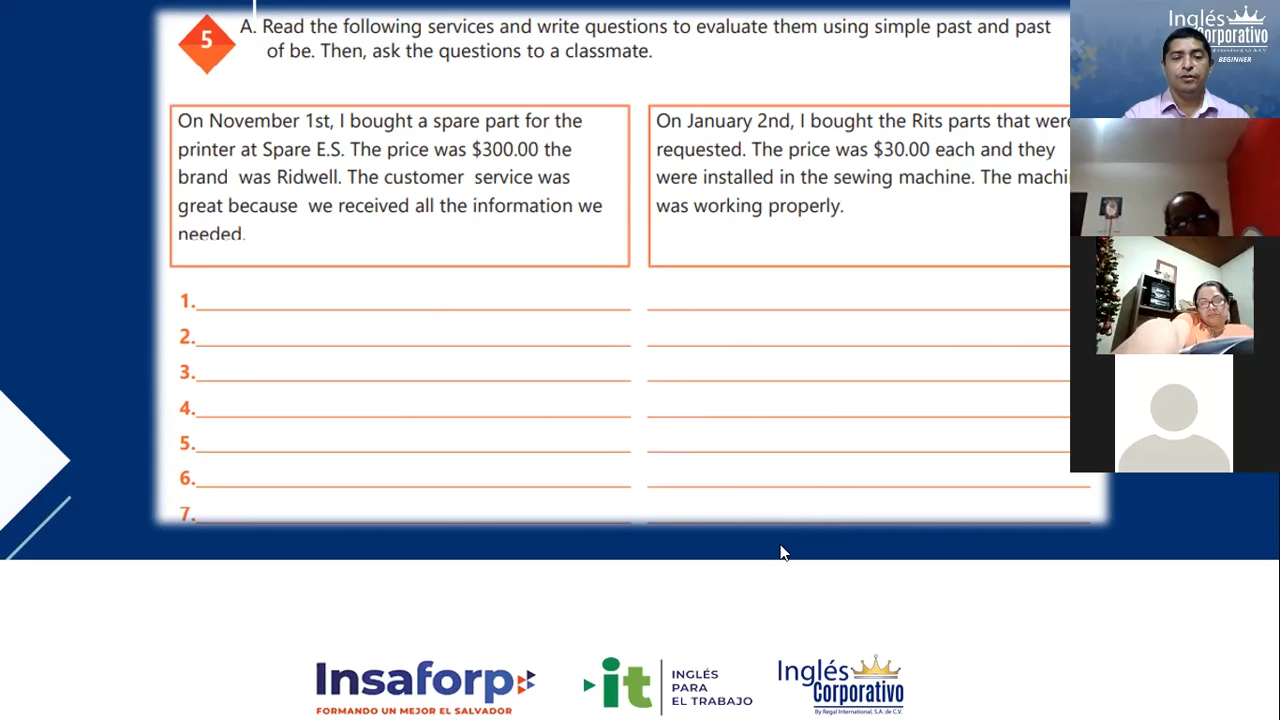 5
A. Read the following services and write questions to evaluate them using simple past and past
of be. Then, ask the questions to a classmate.
On November 1st, I bought a spare part for the
printer at Spare E.S. The price was $300.00 the
brand was Ridwell. The customer service was
great because we received all the information we
needed.
On January 2nd, I bought the Rits parts that were
requested. The price was $30.00 each and they
were installed in the sewing machine. The machi
was working properly.
1.
2.
3.
4.
5.
6.
7.
Inglés
Corporativo
BEGINNER
Insaforp
FORMANDO UN MEJOR EL SALVADOR
it
INGLÉS
PARA
EL TRABAJO
Inglés
Corporativo
By Regal International, S.A. de C.V.